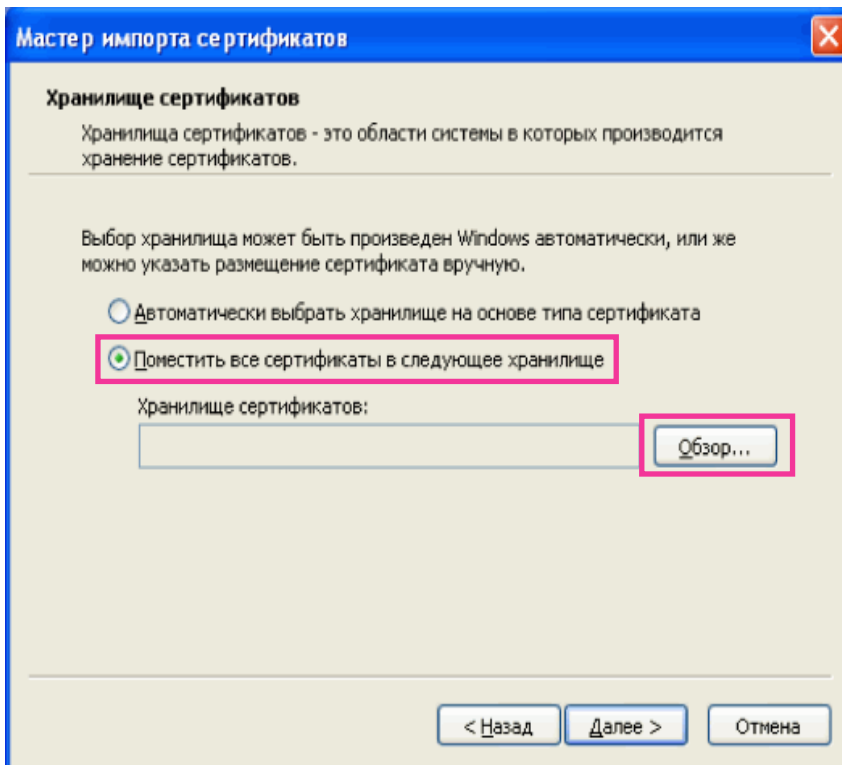 Мастер импорта сертификатов
Хранилище сертификатов
Хранилища сертификатов - это области системы в которых производится
хранение сертификатов.
Выбор хранилища может быть произведен Windows автоматически, или же
можно указать размещение сертификата вручную.
Автоматически выбрать хранилище на основе типа сертификата
Поместить все сертификаты в следующее хранилище
Хранилище сертификатов:
Обзор...
< Назад Далее > Отмена